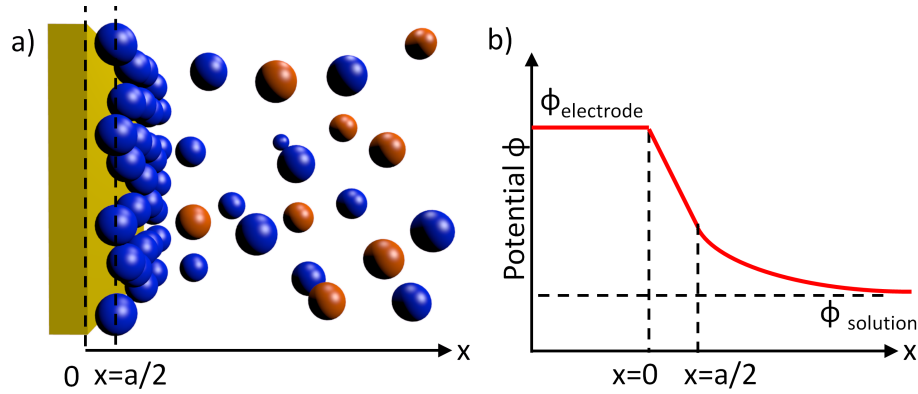 a)
0
x=a/2
x
b)
Potential ϕ
ϕelectrode
ϕ solution
x=0
x=a/2
x